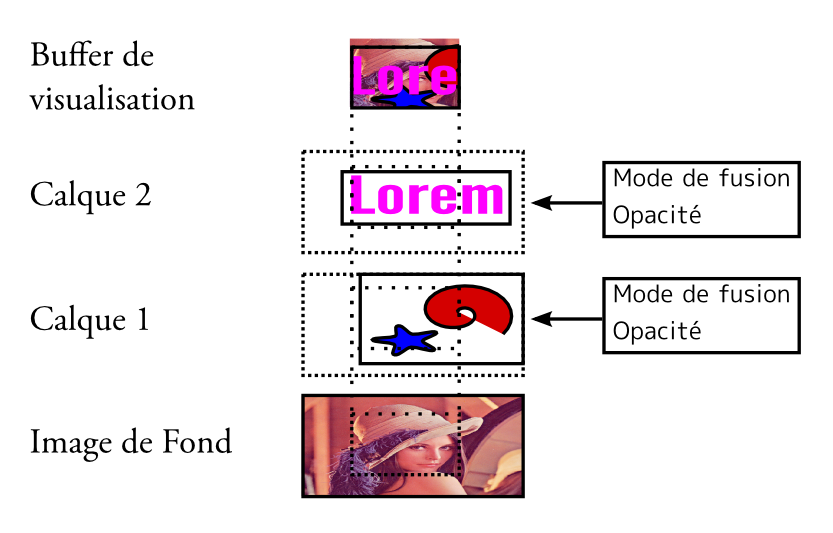 Buffer de
visualisation
Lore
Calque 2
Lorem
Mode de fusion
Opacité
Calque 1
Mode de fusion
Opacité
Image de Fond